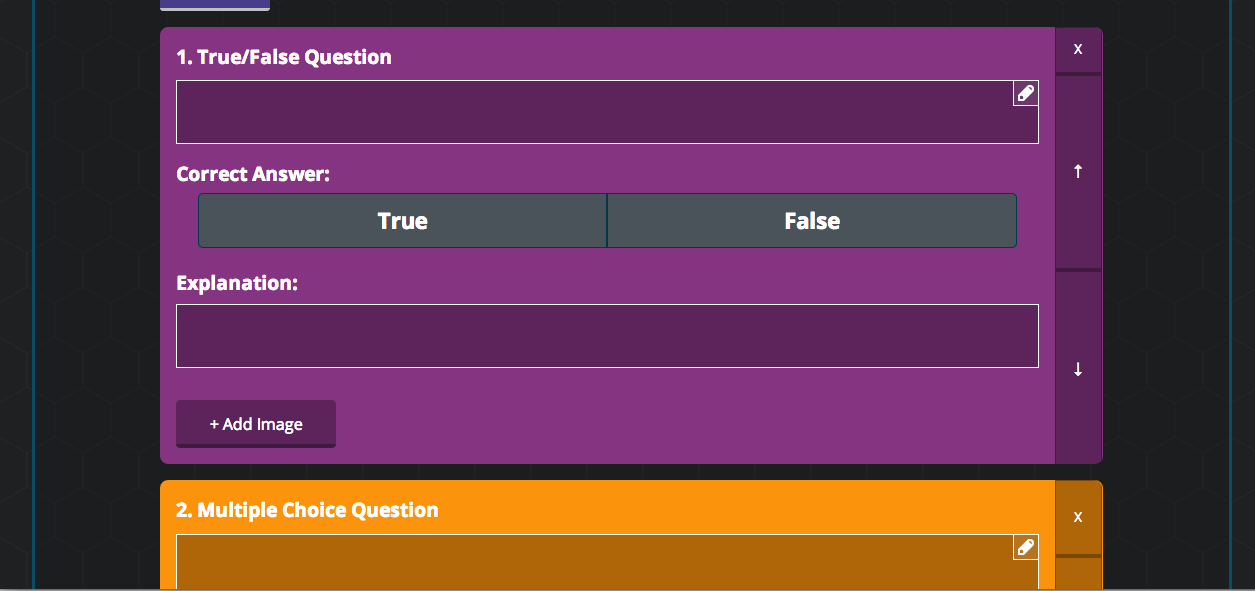 1. True/False Question
x
Correct Answer:
↑
True False
Explanation:
↓
+ Add Image
2. Multiple Choice Question
x